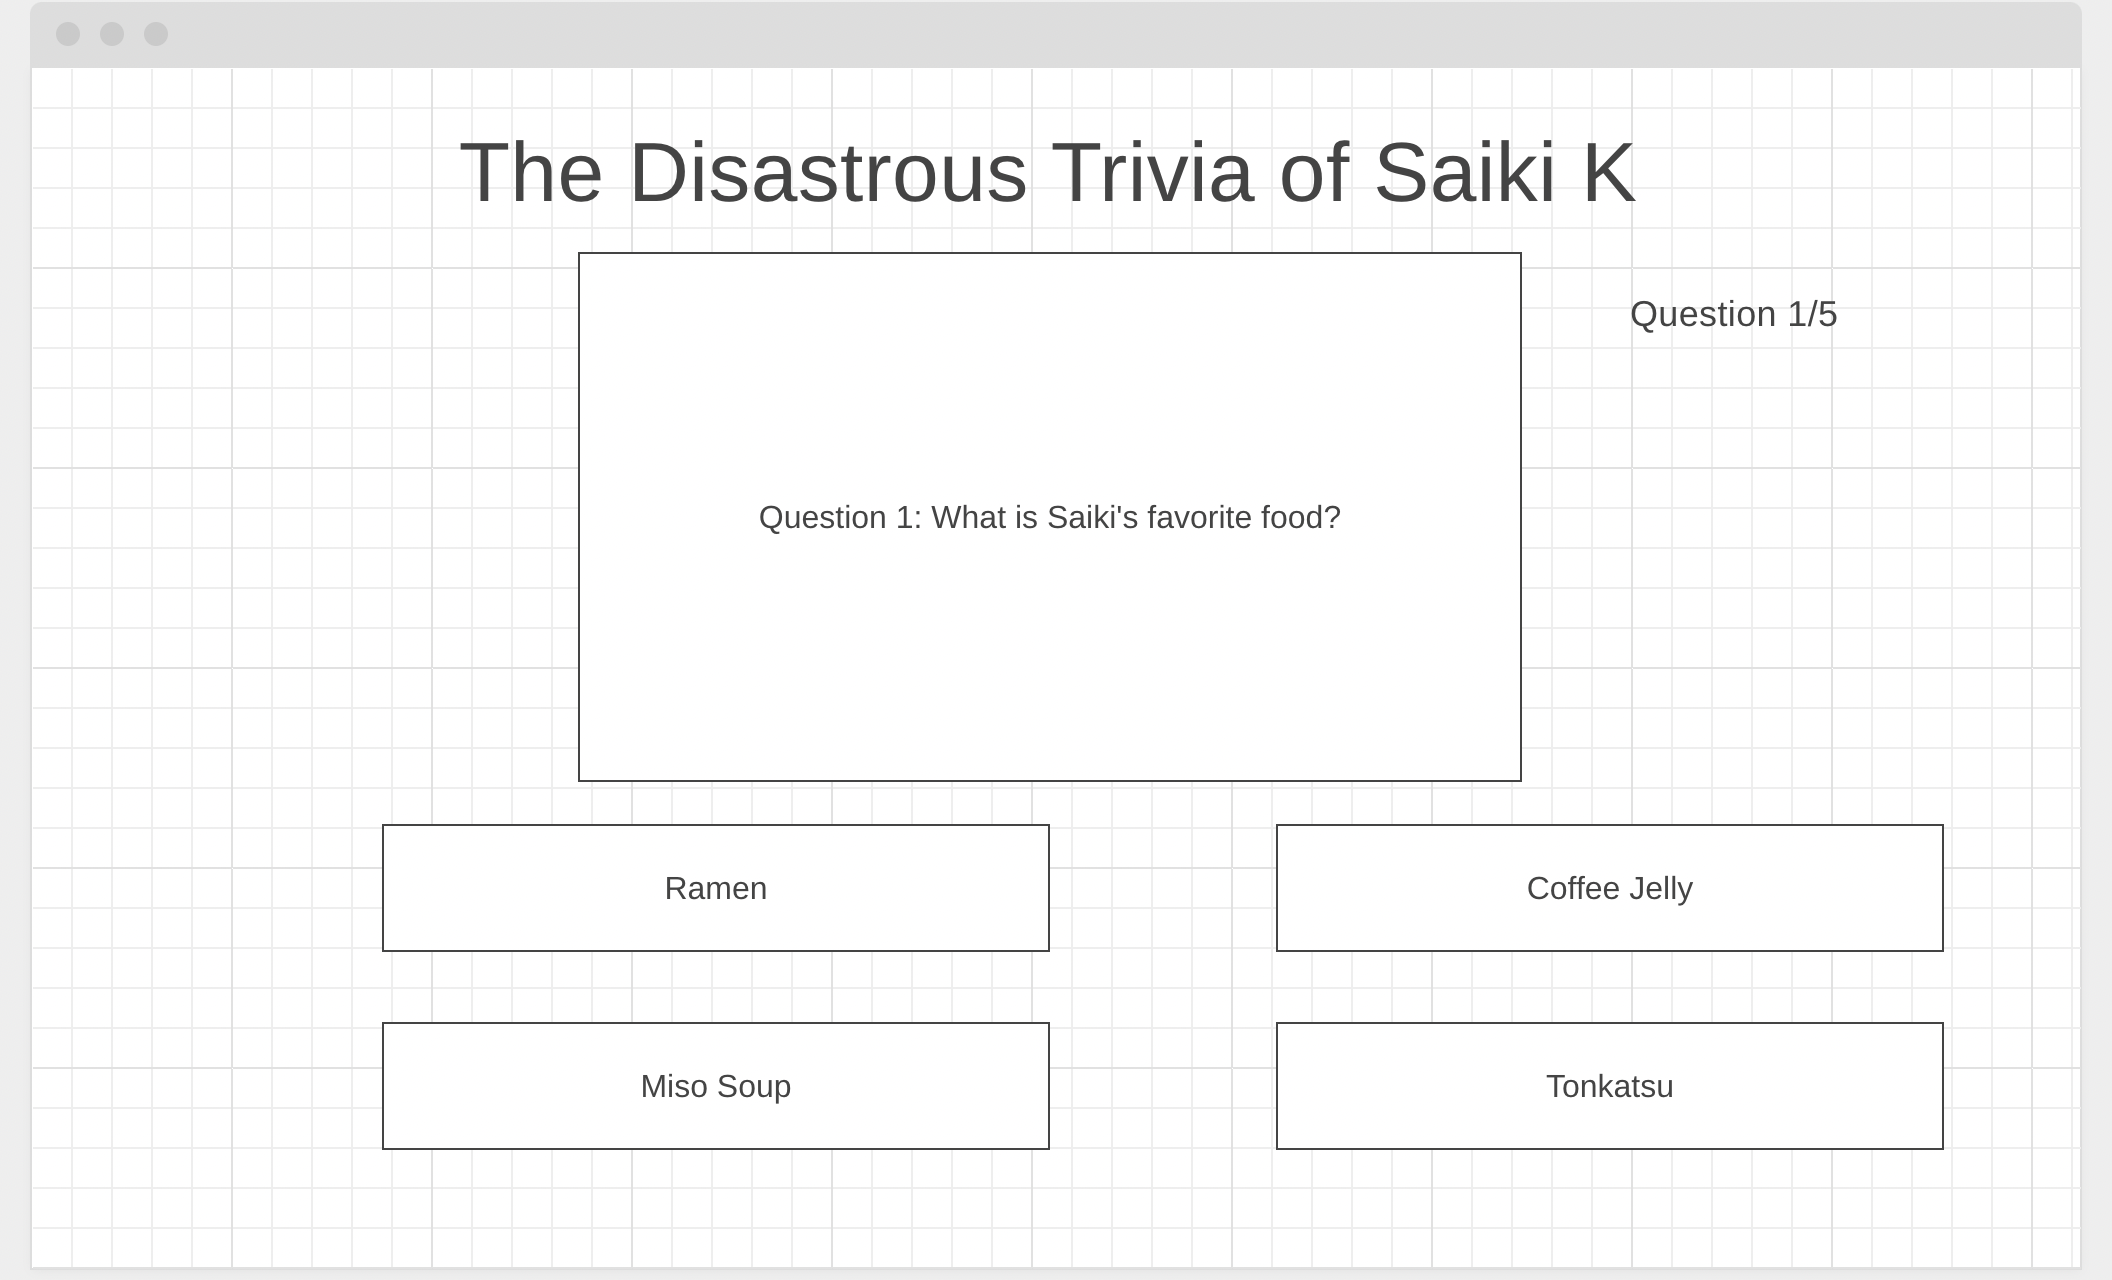 The Disastrous Trivia of Saiki K
Question 1/5
Question 1: What is Saiki's favorite food?
Ramen
Coffee Jelly
Miso Soup
Tonkatsu